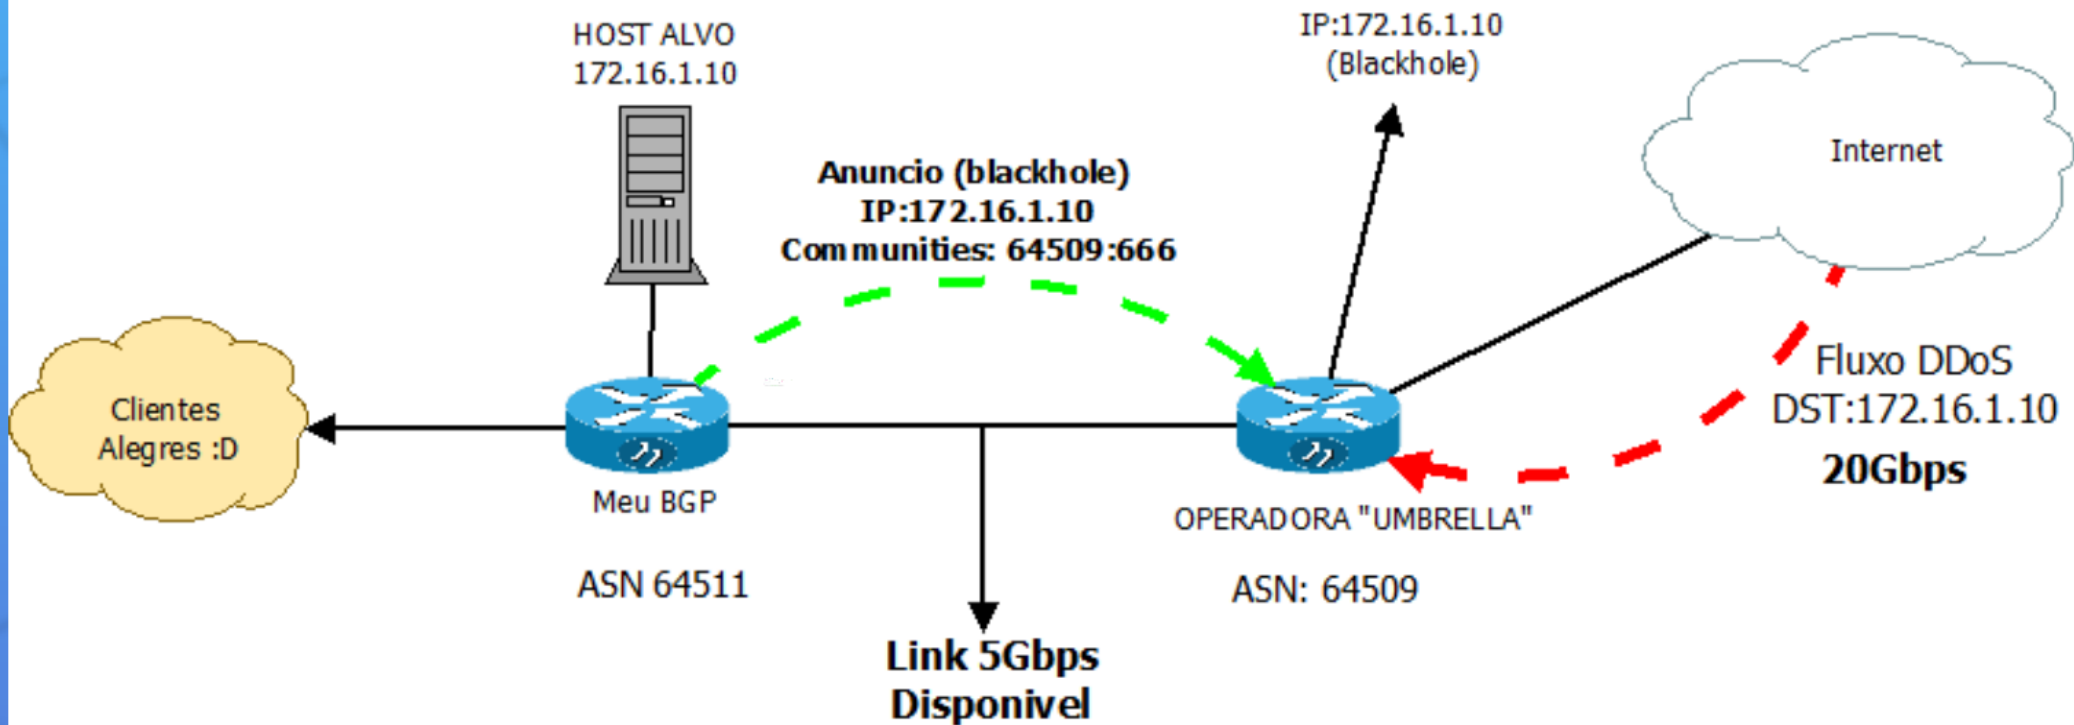 HOST ALVO
172.16.1.10
IP:172.16.1.10
(Blackhole)
Internet
Anuncio (blackhole)
IP:172.16.1.10
Communities: 64509:666
Fluxo DDoS
DST:172.16.1.10
20Gbps
Clientes
Alegres :D
Meu BGP
ASN 64511
OPERADORA "UMBRELLA"
ASN: 64509
Link 5Gbps
Disponivel